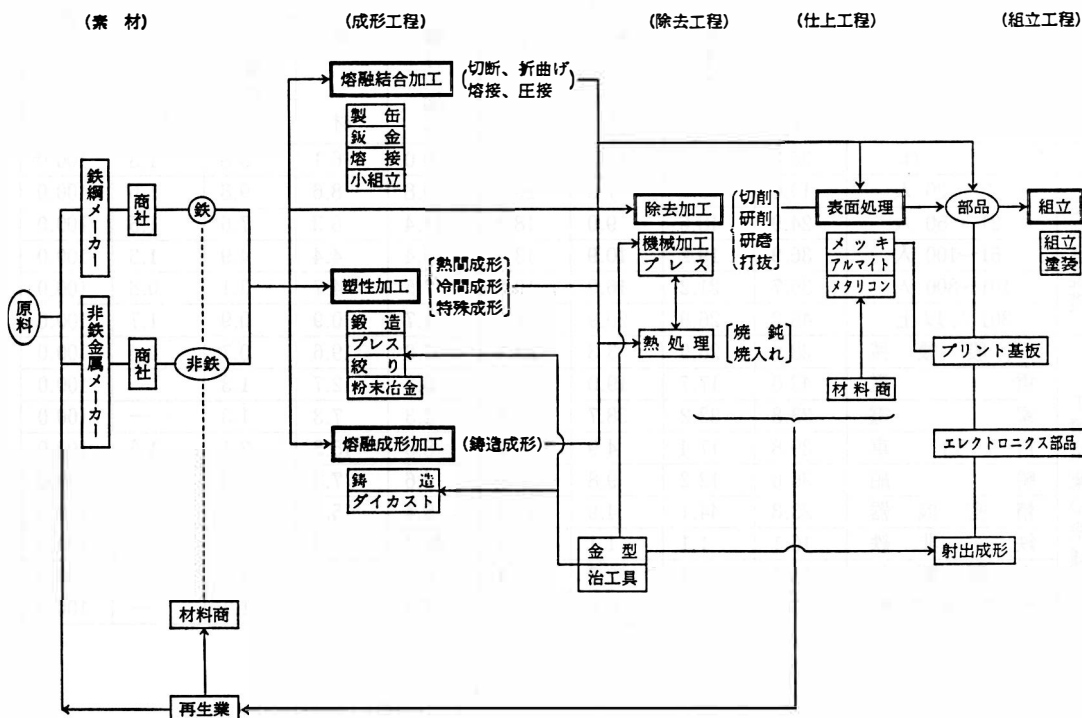 (素　材)
(成形工程)
(除去工程)
(仕上工程)
(組立工程)
原料
鉄綱メーカー
商社
鉄
非鉄金属メーカー
商社
非鉄
材料商
再生業
熔融結合加工
(切断、折曲げ
熔接、圧接)
製　缶
鈑　金
熔　接
小組立
塑性加工
熱間成形
冷間成形
特殊成形
鍛　造
プレス
絞　り
粉末冶金
熔融成形加工
(鋳造成形)
鋳　造
ダイカスト
除去加工
切削
研削
研磨
打抜
機械加工
プレス
熱処理
焼　鈍
焼入れ
金　型
治工具
表面処理
メッキ
アルマイト
メタリコン
材料商
部品
プリント基板
エレクトロニクス部品
射出成形
組立
組立
塗装